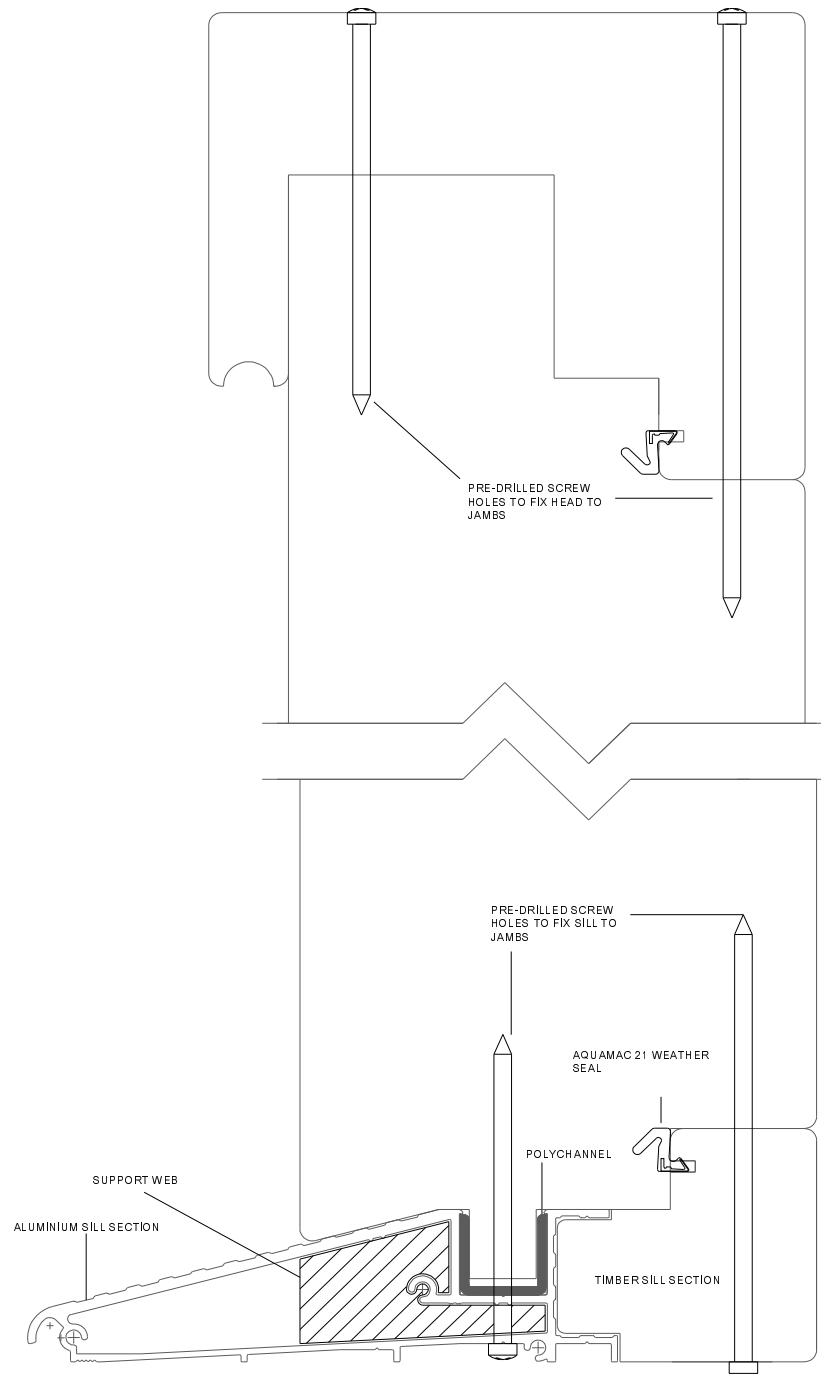 PRE-DRILLED SCREW
HOLES TO FIX HEAD TO
JAMBS
PRE-DRILLED SCREW
HOLES TO FIX SILL TO
JAMBS
AQUAMAC 21 WEATHER
SEAL
POLYCHANNEL
SUPPORT WEB
ALUMINIUM SILL SECTION
TIMBER SILL SECTION